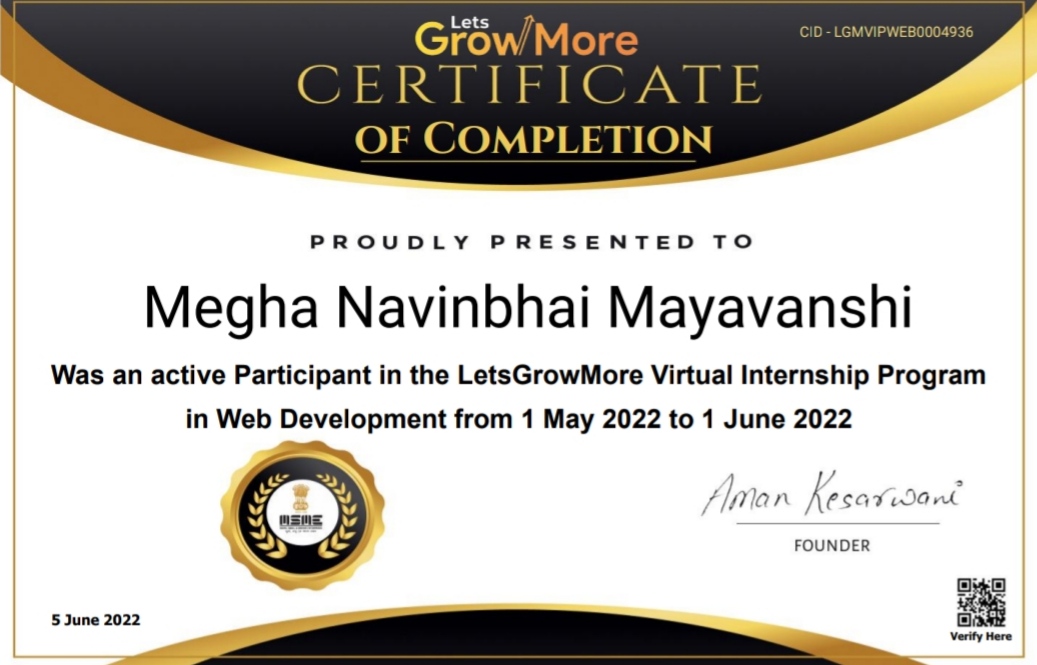 Lets
GrowMore
CID - LGMVIPWEB0004936
CERTIFICATE
OF COMPLETION
PROUDLY PRESENTED TO
Megha Navinbhai Mayavanshi
Was an active Participant in the LetsGrowMore Virtual Internship Program
in Web Development from 1 May 2022 to 1 June 2022
MSME
Aman Kesarwani
FOUNDER
5 June 2022
Verify Here